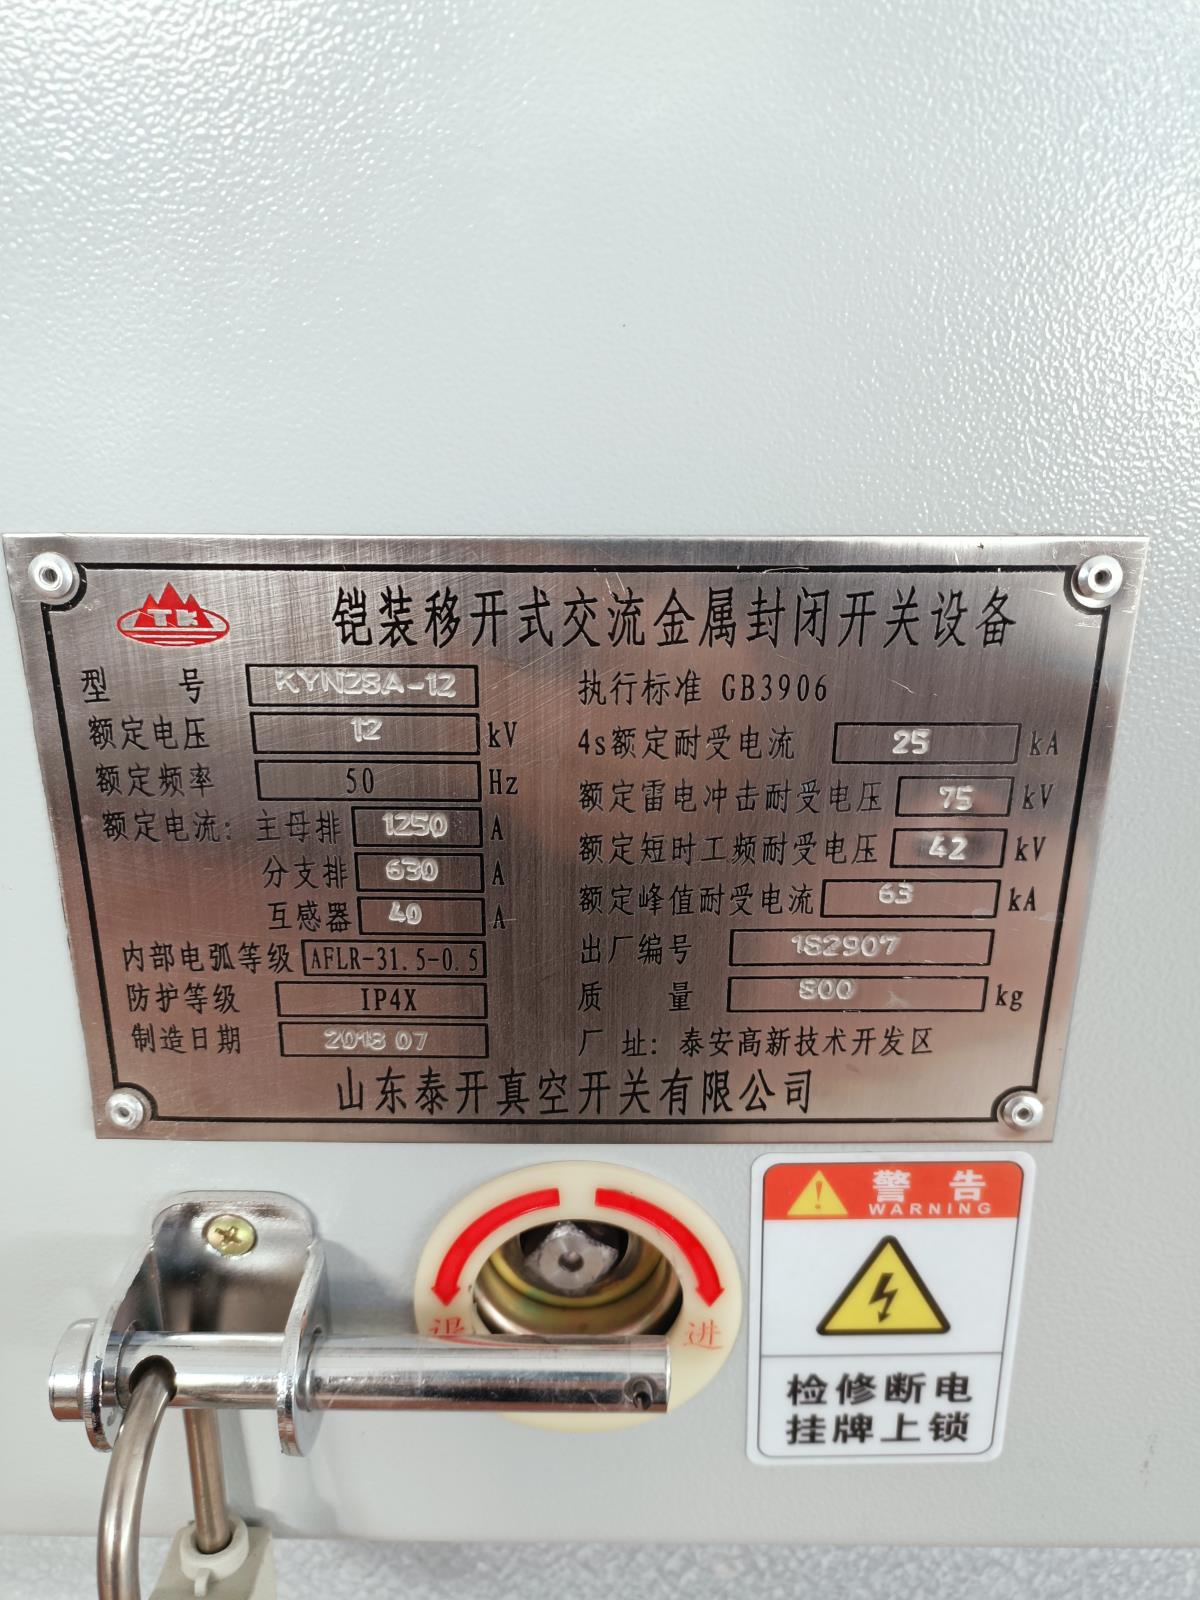 TK 铠装移开式交流金属封闭开关设备
型 号 KYN28A-12
额定电压 12 kV
额定频率 50 Hz
额定电流: 主母排 1250 A
分支排 630 A
互感器 40 A
内部电弧等级 AFLR-31.5-0.5
防护等级 IP4X
制造日期 2018 07
执行标准 GB3906
4s额定耐受电流 25 kA
额定雷电冲击耐受电压 75 kV
额定短时工频耐受电压 42 kV
额定峰值耐受电流 63 kA
出厂编号 182907
质 量 800 kg
厂 址: 泰安高新技术开发区
山东泰开真空开关有限公司
退 进
警告
WARNING
检修断电
挂牌上锁